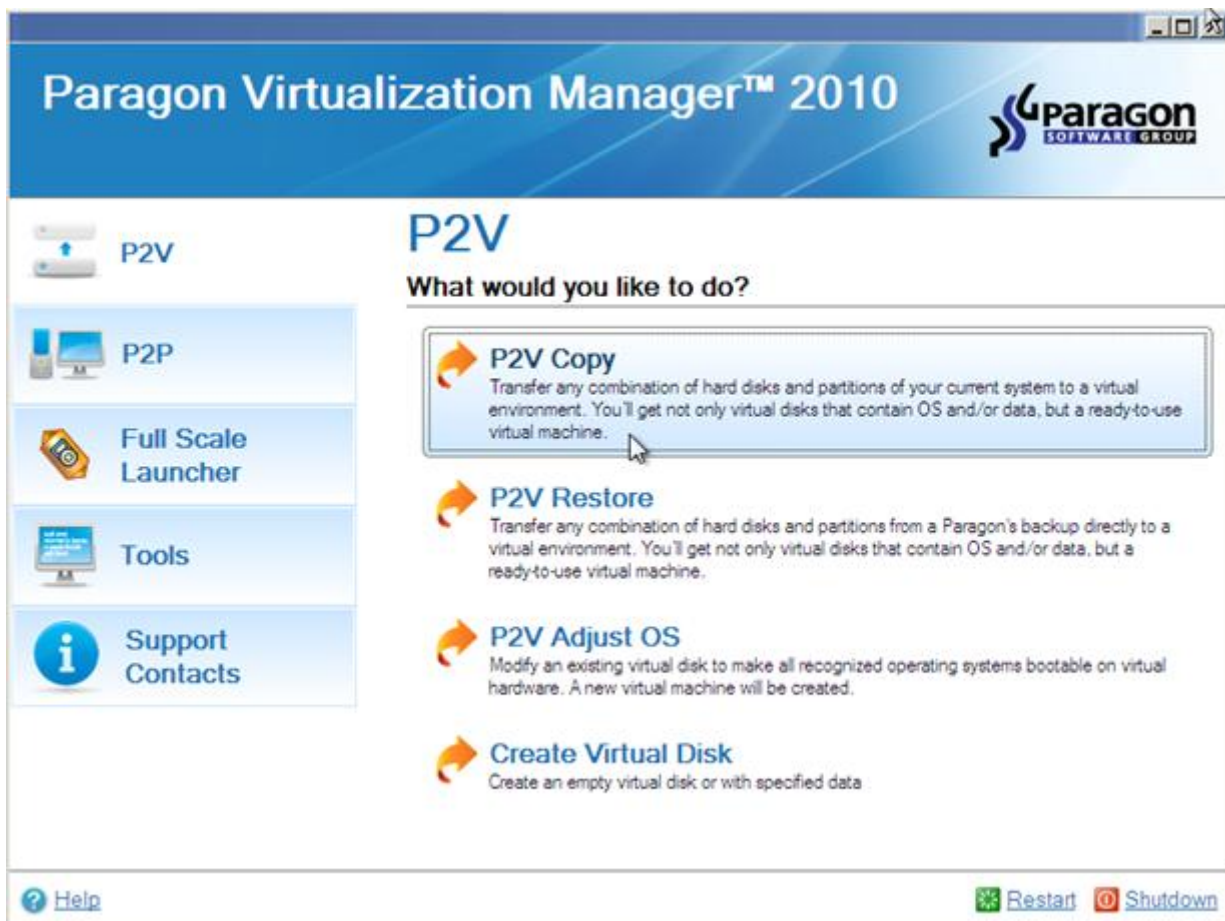 Paragon Virtualization Manager™ 2010
Paragon
SOFTWARE GROUP
P2V
P2P
Full Scale
Launcher
Tools
Support
Contacts
P2V
What would you like to do?
P2V Copy
Transfer any combination of hard disks and partitions of your current system to a virtual
environment. You'll get not only virtual disks that contain OS and/or data, but a ready-to-use
virtual machine.
P2V Restore
Transfer any combination of hard disks and partitions from a Paragon's backup directly to a
virtual environment. You'll get not only virtual disks that contain OS and/or data, but a
ready-to-use virtual machine.
P2V Adjust OS
Modify an existing virtual disk to make all recognized operating systems bootable on virtual
hardware. A new virtual machine will be created.
Create Virtual Disk
Create an empty virtual disk or with specified data
Help
Restart
Shutdown